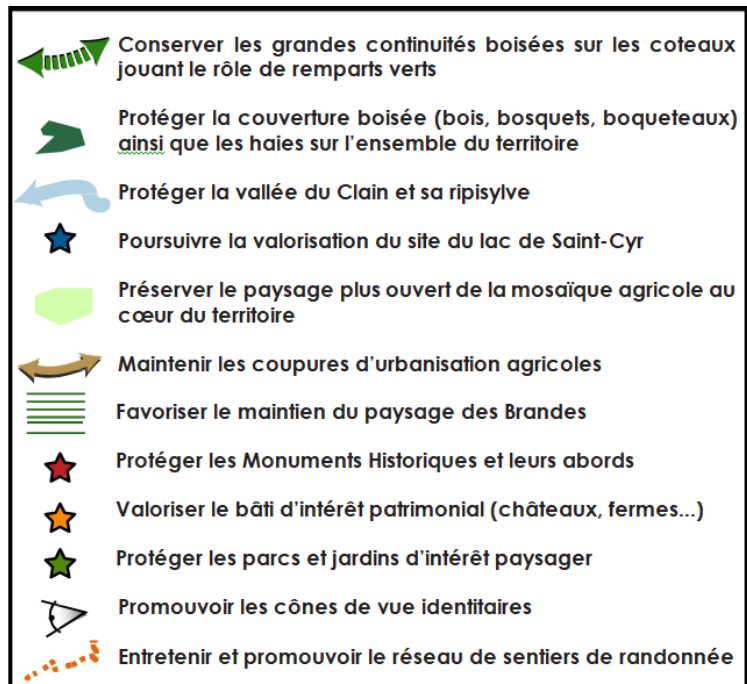 Conserver les grandes continuités boisées sur les coteaux
jouant le rôle de remparts verts
Protéger la couverture boisée (bois, bosquets, boqueteaux)
ainsi que les haies sur l'ensemble du territoire
Protéger la vallée du Clain et sa ripisylve
Poursuivre la valorisation du site du lac de Saint-Cyr
Préserver le paysage plus ouvert de la mosaïque agricole au
cœur du territoire
Maintenir les coupures d'urbanisation agricoles
Favoriser le maintien du paysage des Brandes
Protéger les Monuments Historiques et leurs abords
Valoriser le bâti d'intérêt patrimonial (châteaux, fermes...)
Protéger les parcs et jardins d'intérêt paysager
Promouvoir les cônes de vue identitaires
Entretenir et promouvoir le réseau de sentiers de randonnée